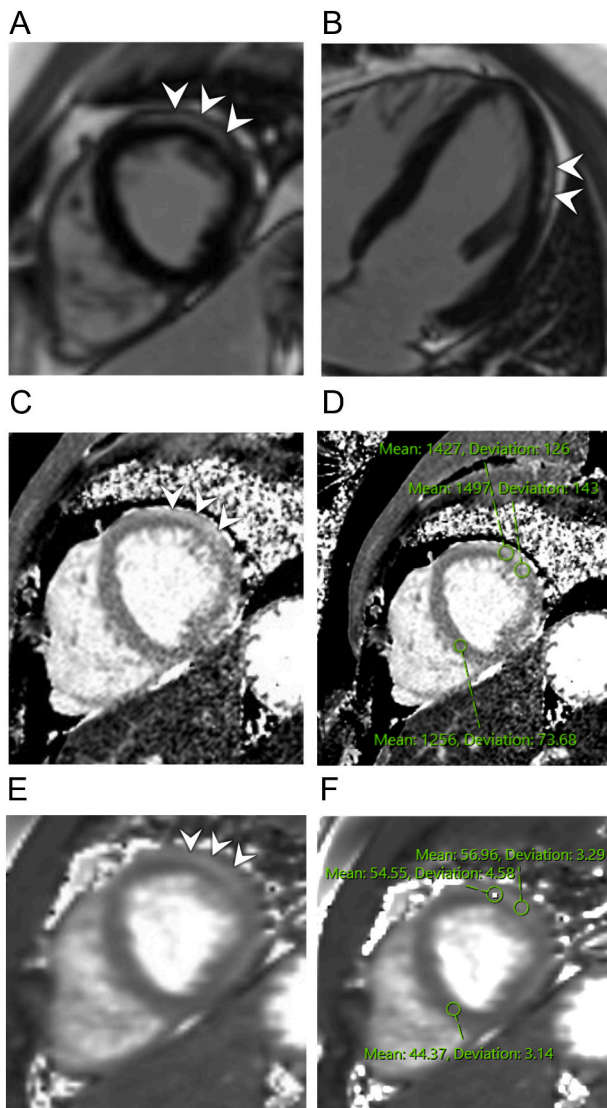 A
B
C
D
Mean: 1427, Deviation: 126
Mean: 1497, Deviation: 143
Mean: 1256, Deviation: 73.68
E
F
Mean: 56.96, Deviation: 3.29
Mean: 54.55, Deviation: 4.58
Mean: 44.37, Deviation: 3.14